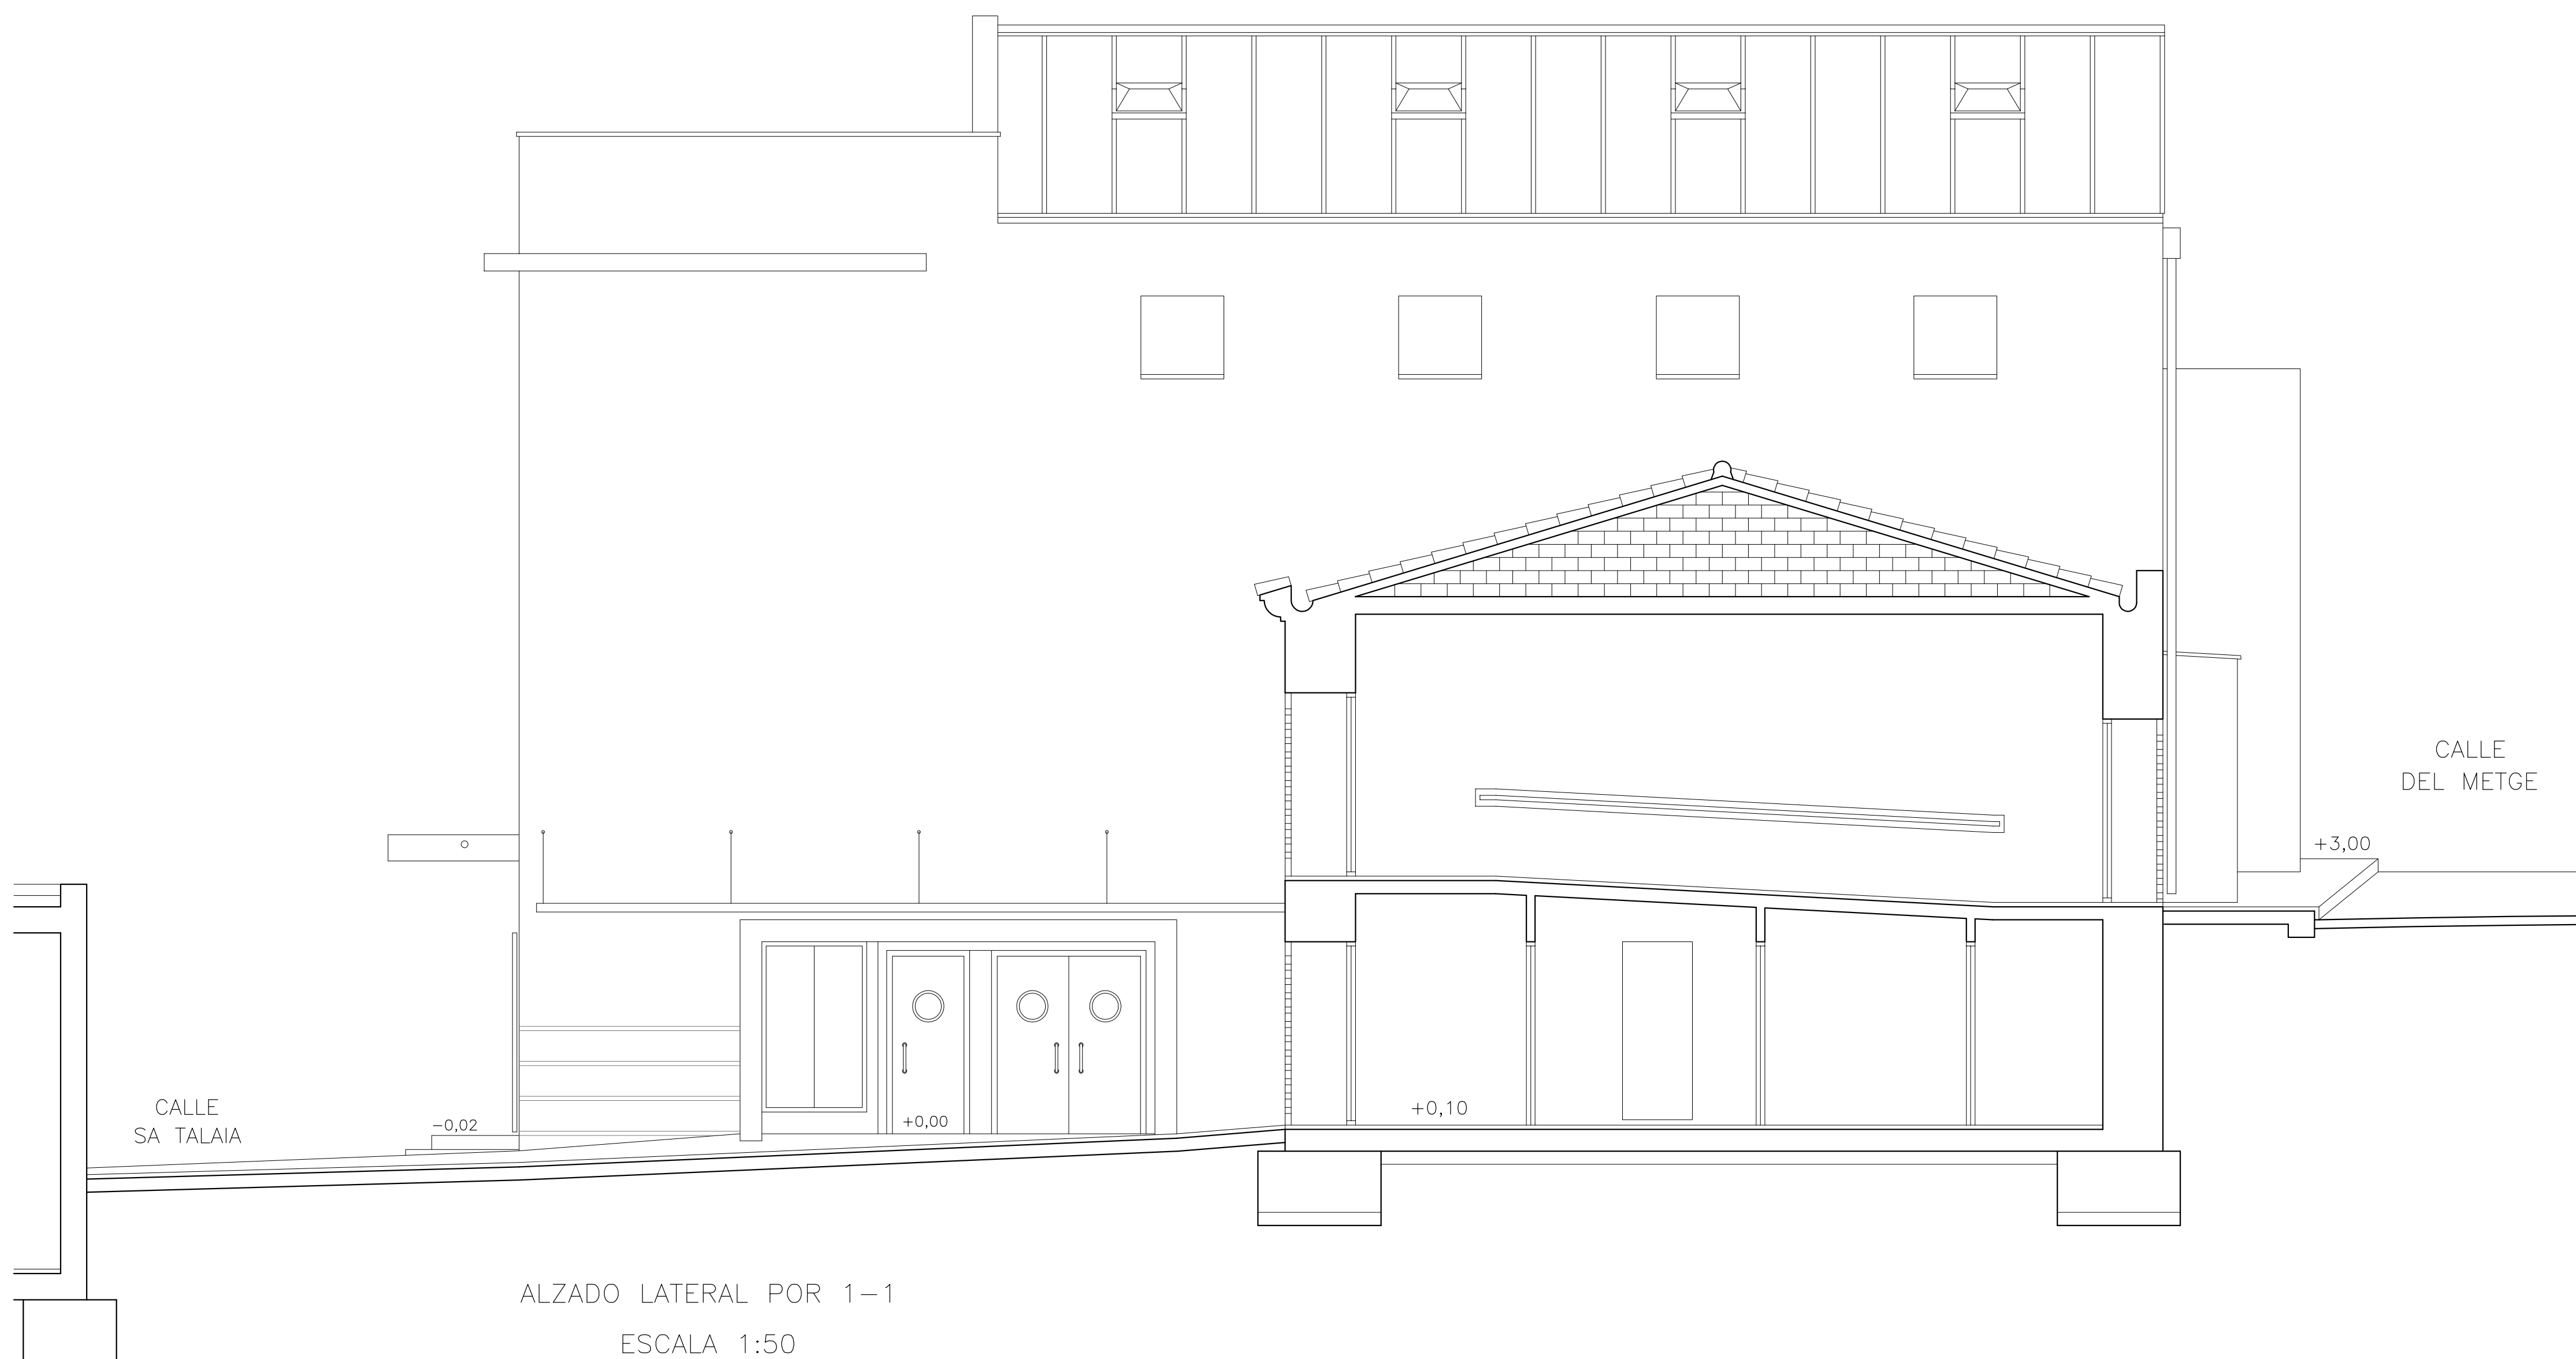 CALLE
DEL METGE
+3,00
CALLE
SA TALAIA
-0,02
+0,00
+0,10
ALZADO LATERAL POR 1-1
ESCALA 1:50